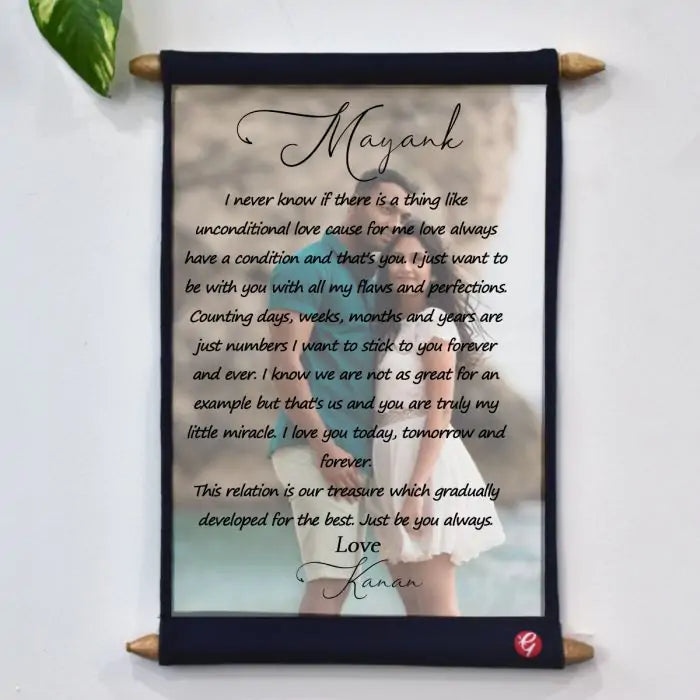 Mayank
I never know if there is a thing like
unconditional love cause for me love always
have a condition and that's you. I just want to
be with you with all my flaws and perfections.
Counting days, weeks, months and years are
just numbers I want to stick to you forever
and ever. I know we are not as great for an
example but that's us and you are truly my
little miracle. I love you today, tomorrow and
forever.
This relation is our treasure which gradually
developed for the best. Just be you always.
Love
Kanan